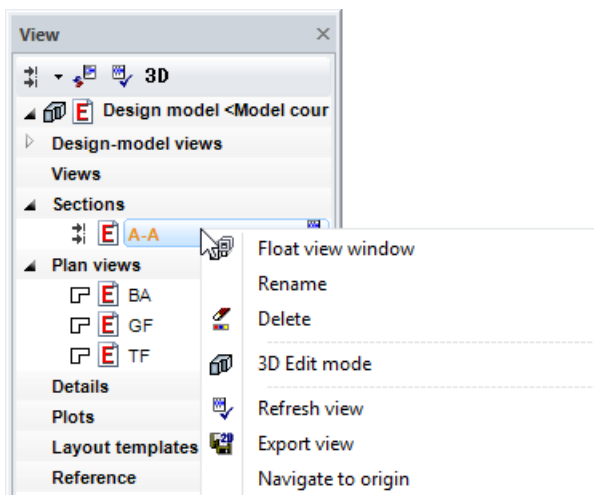 View
3D
E Design model <Model cour
Design-model views
Views
Sections
E A-A
Plan views
E BA
E GF
E TF
Details
Plots
Layout templates
Reference
Float view window
Rename
Delete
3D Edit mode
Refresh view
2D Export view
Navigate to origin